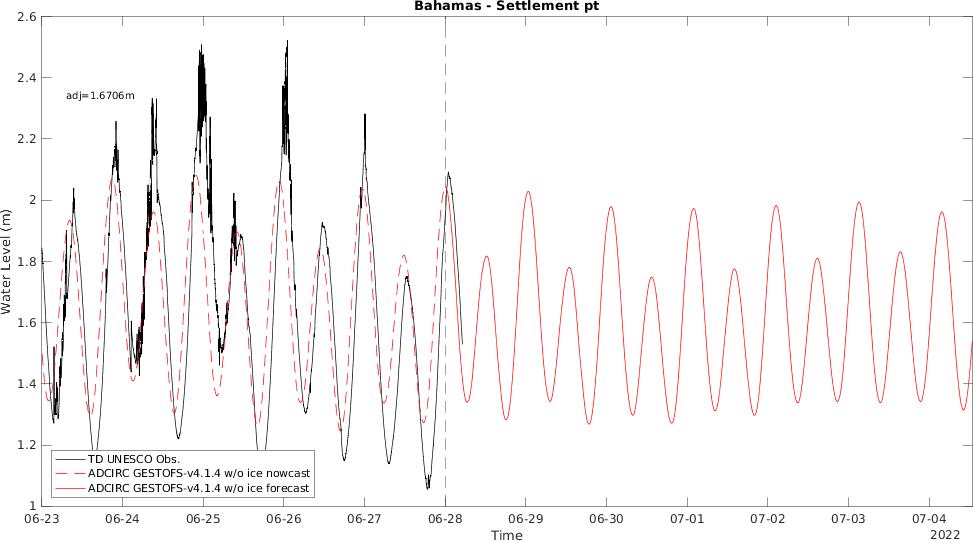 Bahamas - Settlement pt
2.6
2.4
adj=1.6706m
2.2
2
1.8
Water Level (m)
1.6
1.4
1.2
TD UNESCO Obs.
ADCIRC GESTOFS-v4.1.4 w/o ice nowcast
ADCIRC GESTOFS-v4.1.4 w/o ice forecast
1
06-23 06-24 06-25 06-26 06-27 06-28 06-29 06-30 07-01 07-02 07-03 07-04
2022
Time